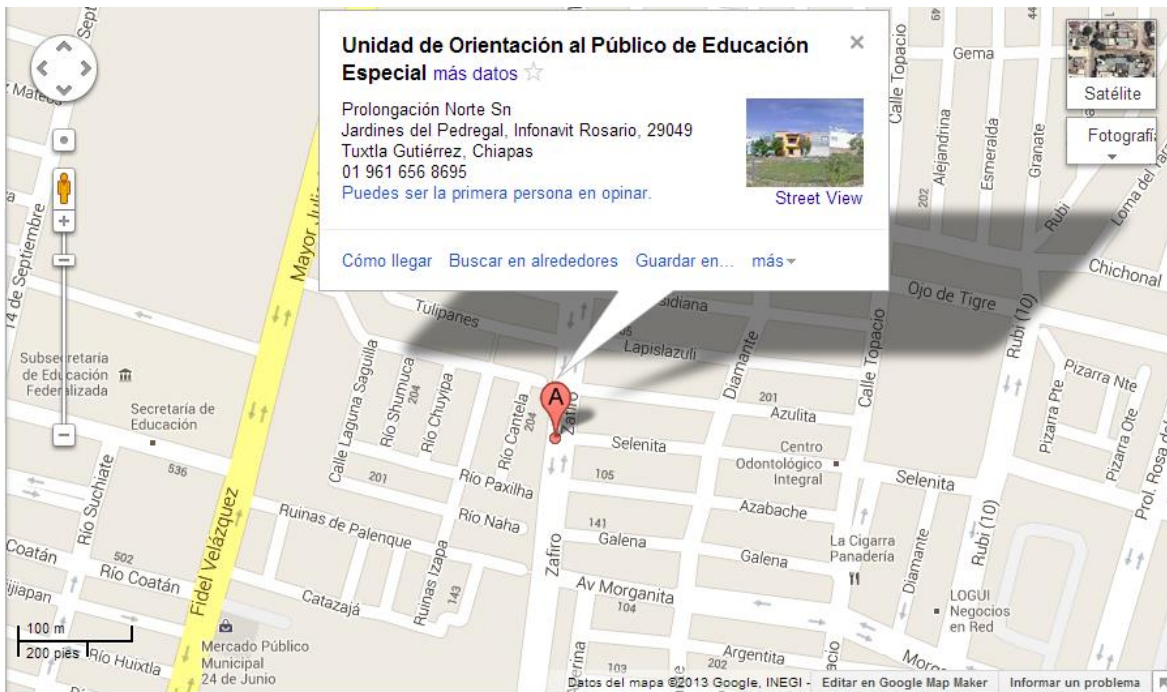 Unidad de Orientación al Público de Educación
Especial más datos
Prolongación Norte Sn
Jardines del Pedregal, Infonavit Rosario, 29049
Tuxtla Gutiérrez, Chiapas
01 961 656 8695
Puedes ser la primera persona en opinar.
Street View
Cómo llegar Buscar en alrededores Guardar en... más
Satélite
Fotografí
Gema
49
44
Calle Topacio
Alejandrina
Esmeralda
Granate
202
Rubí
Loma del
Chichonal
Mayor Juli
14 de Septiembre
Tulipanes
Ojo de Tigre
Rubí (10)
Lapislazuli
Diamante
Calle Topacio
Pizarra Nte
Pizarra Pte
Pizarra Ote
Prol. Rosa del
Subsecretaría
de Educación
Federalizada
Secretaría de
Educación
536
Calle Laguna Saguilla
Río Shumuca
204
Río Chuyipa
Río Cantela
204
A
Zafiro
201
Azulita
Selenita
Centro
Odontológico
Integral
Selenita
201
Río Paxilha
105
Río Suchiate
Fidel Velázquez
Ruinas de Palenque
Río Naha
Azabache
141
Galena
Galena
La Cigarra
Panadería
Diamante
Rubí (10)
Coatán
502
Río Coatán
Catazajá
Ruinas Izapa
143
Zafiro
Av Morganita
104
LOGUI
Negocios
en Red
ijiapan
100 m
200 pies
Río Huixtla
Mercado Público
Municipal
24 de Junio
103
202
Argentita
Datos del mapa ©2013 Google, INEGI - Editar en Google Map Maker Informar un problema